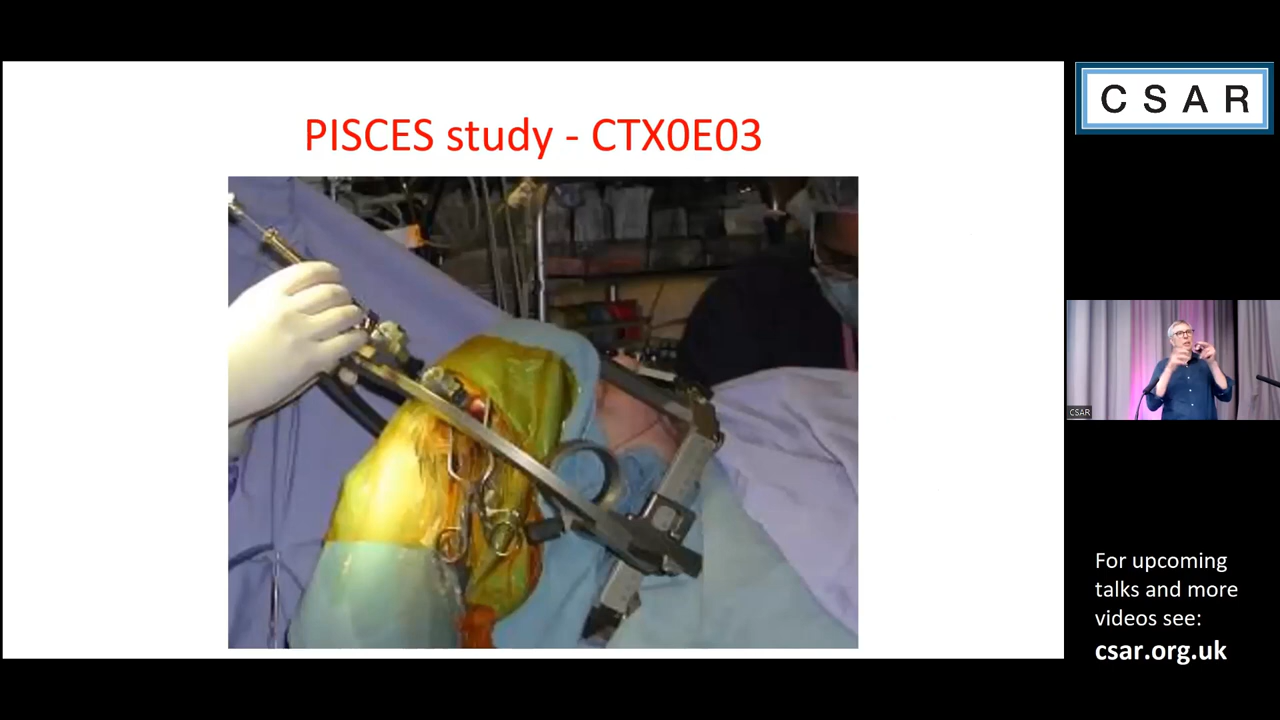 PISCES study - CTX0E03
CSAR
CSAR
For upcoming
talks and more
videos see:
csar.org.uk